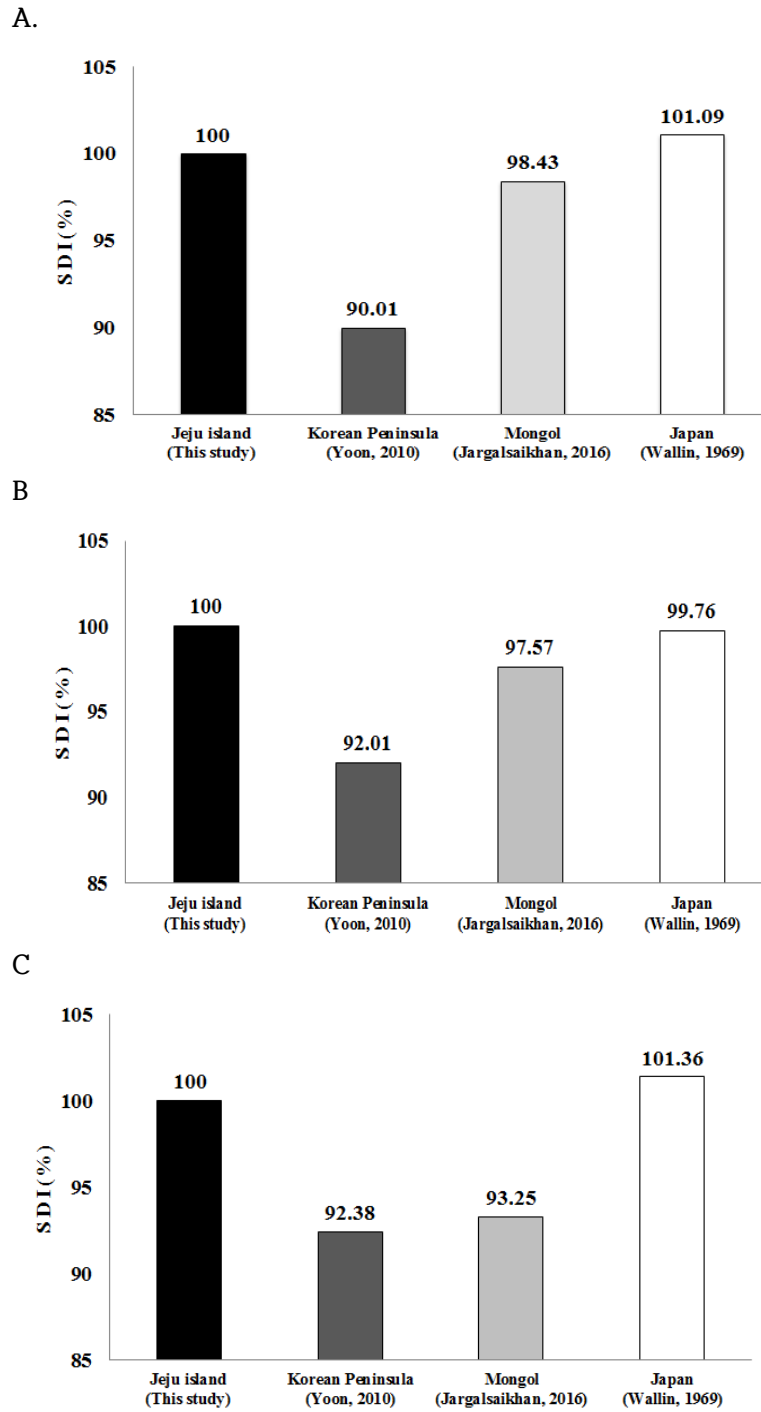 A.
105
100
95
90
85
SDI(%)
100
90.01
98.43
101.09
Jeju island
(This study)
Korean Peninsula
(Yoon, 2010)
Mongol
(Jargalsaikhan, 2016)
Japan
(Wallin, 1969)
B
105
100
95
90
85
SDI(%)
100
92.01
97.57
99.76
Jeju island
(This study)
Korean Peninsula
(Yoon, 2010)
Mongol
(Jargalsaikhan, 2016)
Japan
(Wallin, 1969)
C
105
100
95
90
85
SDI(%)
100
92.38
93.25
101.36
Jeju island
(This study)
Korean Peninsula
(Yoon, 2010)
Mongol
(Jargalsaikhan, 2016)
Japan
(Wallin, 1969)